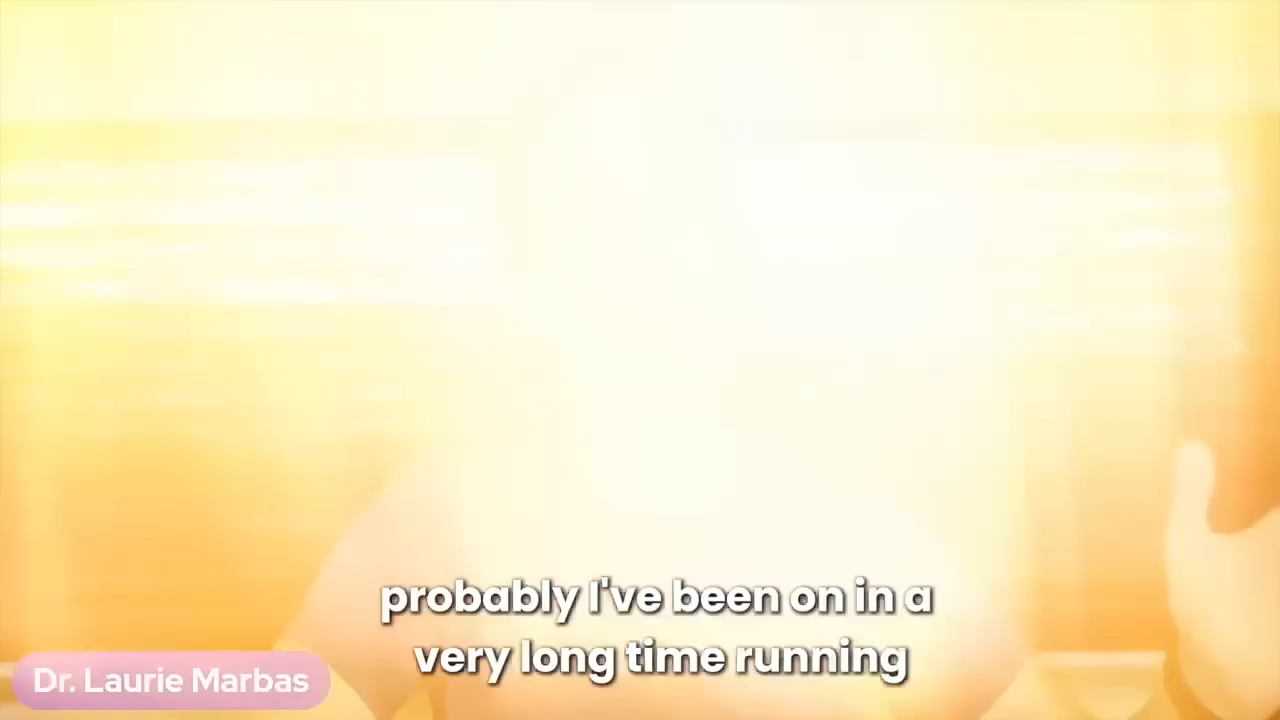 probably I've been on in a
very long time running
Dr. Laurie Marbas